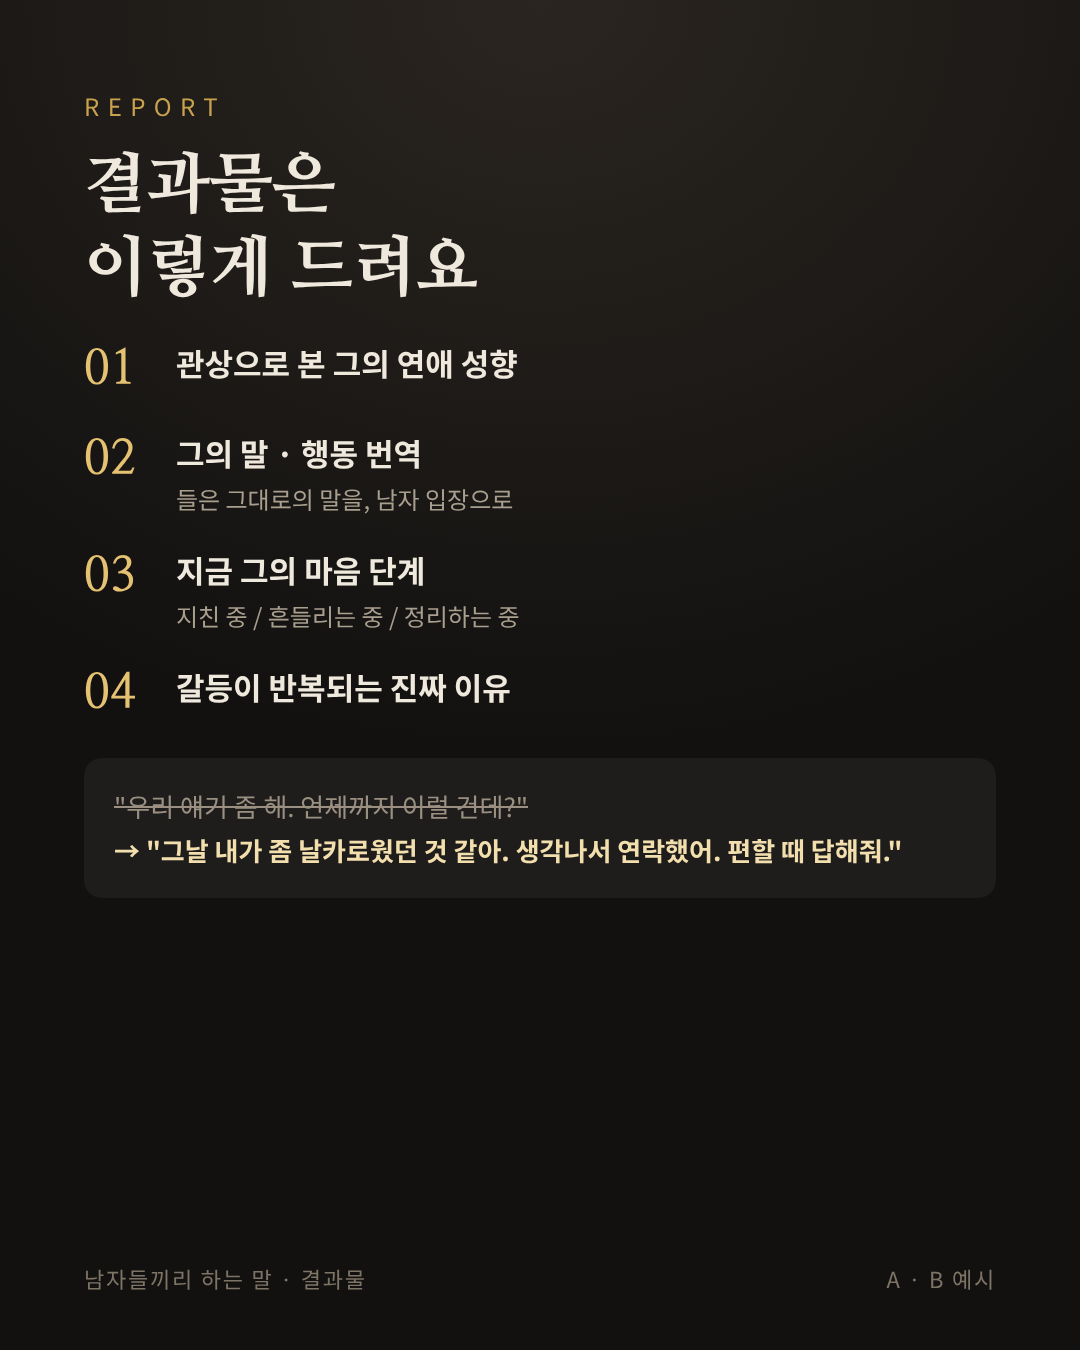 REPORT
결과물은
이렇게 드려요
01 관상으로 본 그의 연애 성향
02 그의 말 · 행동 번역
들은 그대로의 말을, 남자 입장으로
03 지금 그의 마음 단계
지친 중 / 흔들리는 중 / 정리하는 중
04 갈등이 반복되는 진짜 이유
"우리 얘기 좀 해. 언제까지 이럴 건데?"
→ "그날 내가 좀 날카로웠던 것 같아. 생각나서 연락했어. 편할 때 답해줘."
남자들끼리 하는 말 · 결과물
A · B 예시